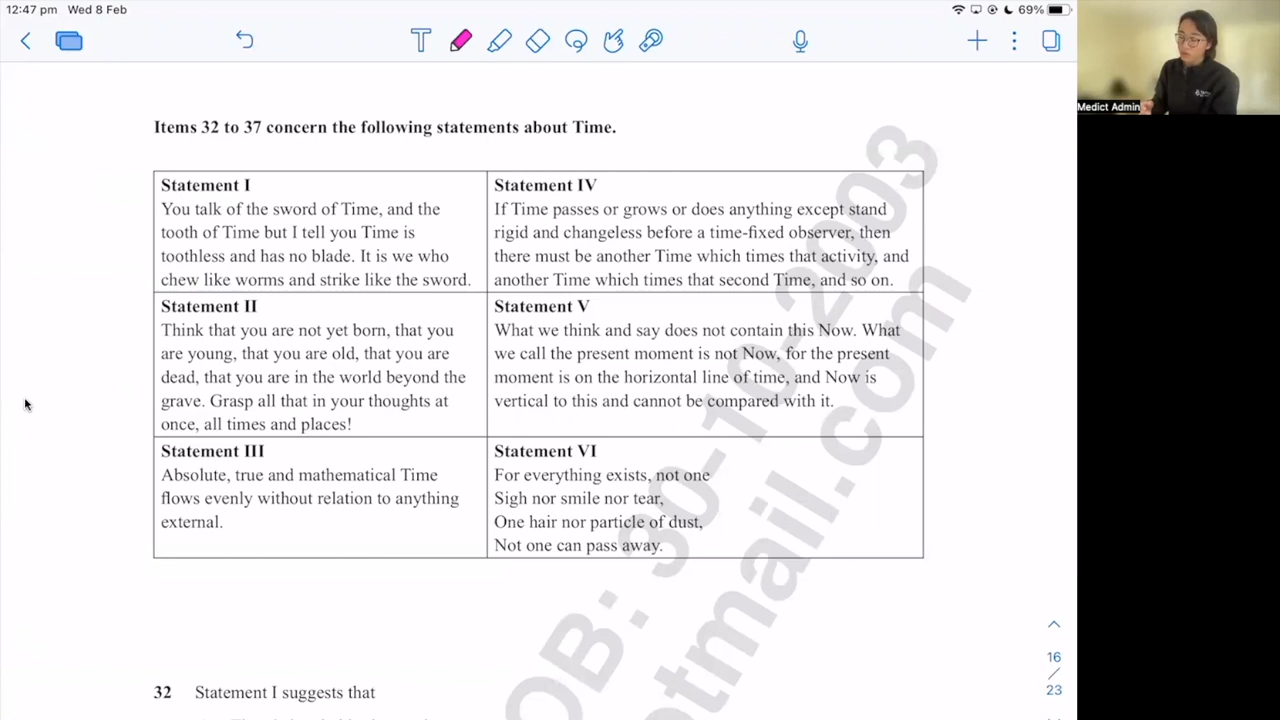 12:47 pm Wed 8 Feb
69%
Medict Admin
Items 32 to 37 concern the following statements about Time.
Statement I
You talk of the sword of Time, and the
tooth of Time but I tell you Time is
toothless and has no blade. It is we who
chew like worms and strike like the sword.
Statement IV
If Time passes or grows or does anything except stand
rigid and changeless before a time-fixed observer, then
there must be another Time which times that activity, and
another Time which times that second Time, and so on.
Statement II
Think that you are not yet born, that you
are young, that you are old, that you are
dead, that you are in the world beyond the
grave. Grasp all that in your thoughts at
once, all times and places!
Statement V
What we think and say does not contain this Now. What
we call the present moment is not Now, for the present
moment is on the horizontal line of time, and Now is
vertical to this and cannot be compared with it.
Statement III
Absolute, true and mathematical Time
flows evenly without relation to anything
external.
Statement VI
For everything exists, not one
Sigh nor smile nor tear,
One hair nor particle of dust,
Not one can pass away.
OB: 30-10-2003
otmail.com
16
/
23
32 Statement I suggests that